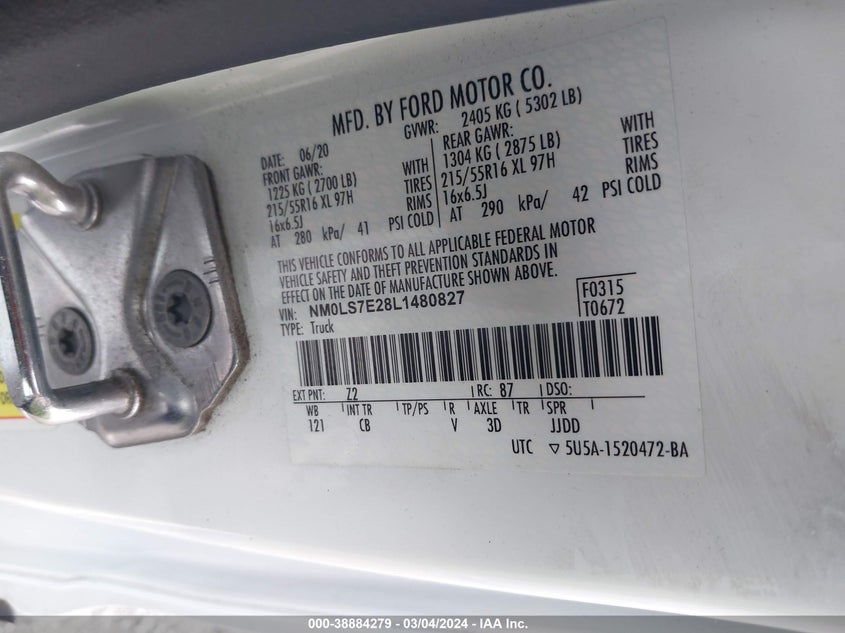 MFD. BY FORD MOTOR CO.
DATE: 06/20 GVWR: 2405 KG ( 5302 LB)
FRONT GAWR: REAR GAWR: WITH
1225 KG ( 2700 LB) WITH 1304 KG ( 2875 LB) TIRES
215/55R16 XL 97H TIRES 215/55R16 XL 97H RIMS
16x6.5J RIMS 16x6.5J
AT 280 kPa/ 41 PSI COLD AT 290 kPa/ 42 PSI COLD
THIS VEHICLE CONFORMS TO ALL APPLICABLE FEDERAL MOTOR
VEHICLE SAFETY AND THEFT PREVENTION STANDARDS IN
EFFECT ON THE DATE OF MANUFACTURE SHOWN ABOVE.
VIN: NM0LS7E28L1480827 F0315
TYPE: Truck T0672
EXT PNT: Z2 RC: 87 DSO:
WB INT TR TP/PS R AXLE TR SPR
121 CB V 3D JJDD
UTC ▽ 5U5A-1520472-BA
000-38884279 - 03/04/2024 - IAA Inc.